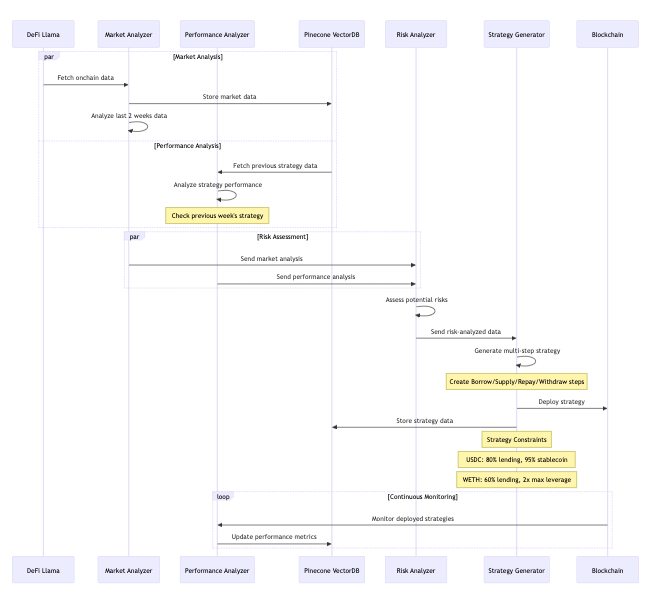 DeFi Llama
Market Analyzer
Performance Analyzer
Pinecone VectorDB
Risk Analyzer
Strategy Generator
Blockchain
par
[Market Analysis]
Fetch onchain data
Store market data
Analyze last 2 weeks data
[Performance Analysis]
Fetch previous strategy data
Analyze strategy performance
Check previous week's strategy
par
[Risk Assessment]
Send market analysis
Send performance analysis
Assess potential risks
Send risk-analyzed data
Generate multi-step strategy
Create Borrow/Supply/Repay/Withdraw steps
Deploy strategy
Store strategy data
Strategy Constraints
USDC: 80% lending, 95% stablecoin
WETH: 60% lending, 2x max leverage
loop
[Continuous Monitoring]
Monitor deployed strategies
Update performance metrics
DeFi Llama
Market Analyzer
Performance Analyzer
Pinecone VectorDB
Risk Analyzer
Strategy Generator
Blockchain